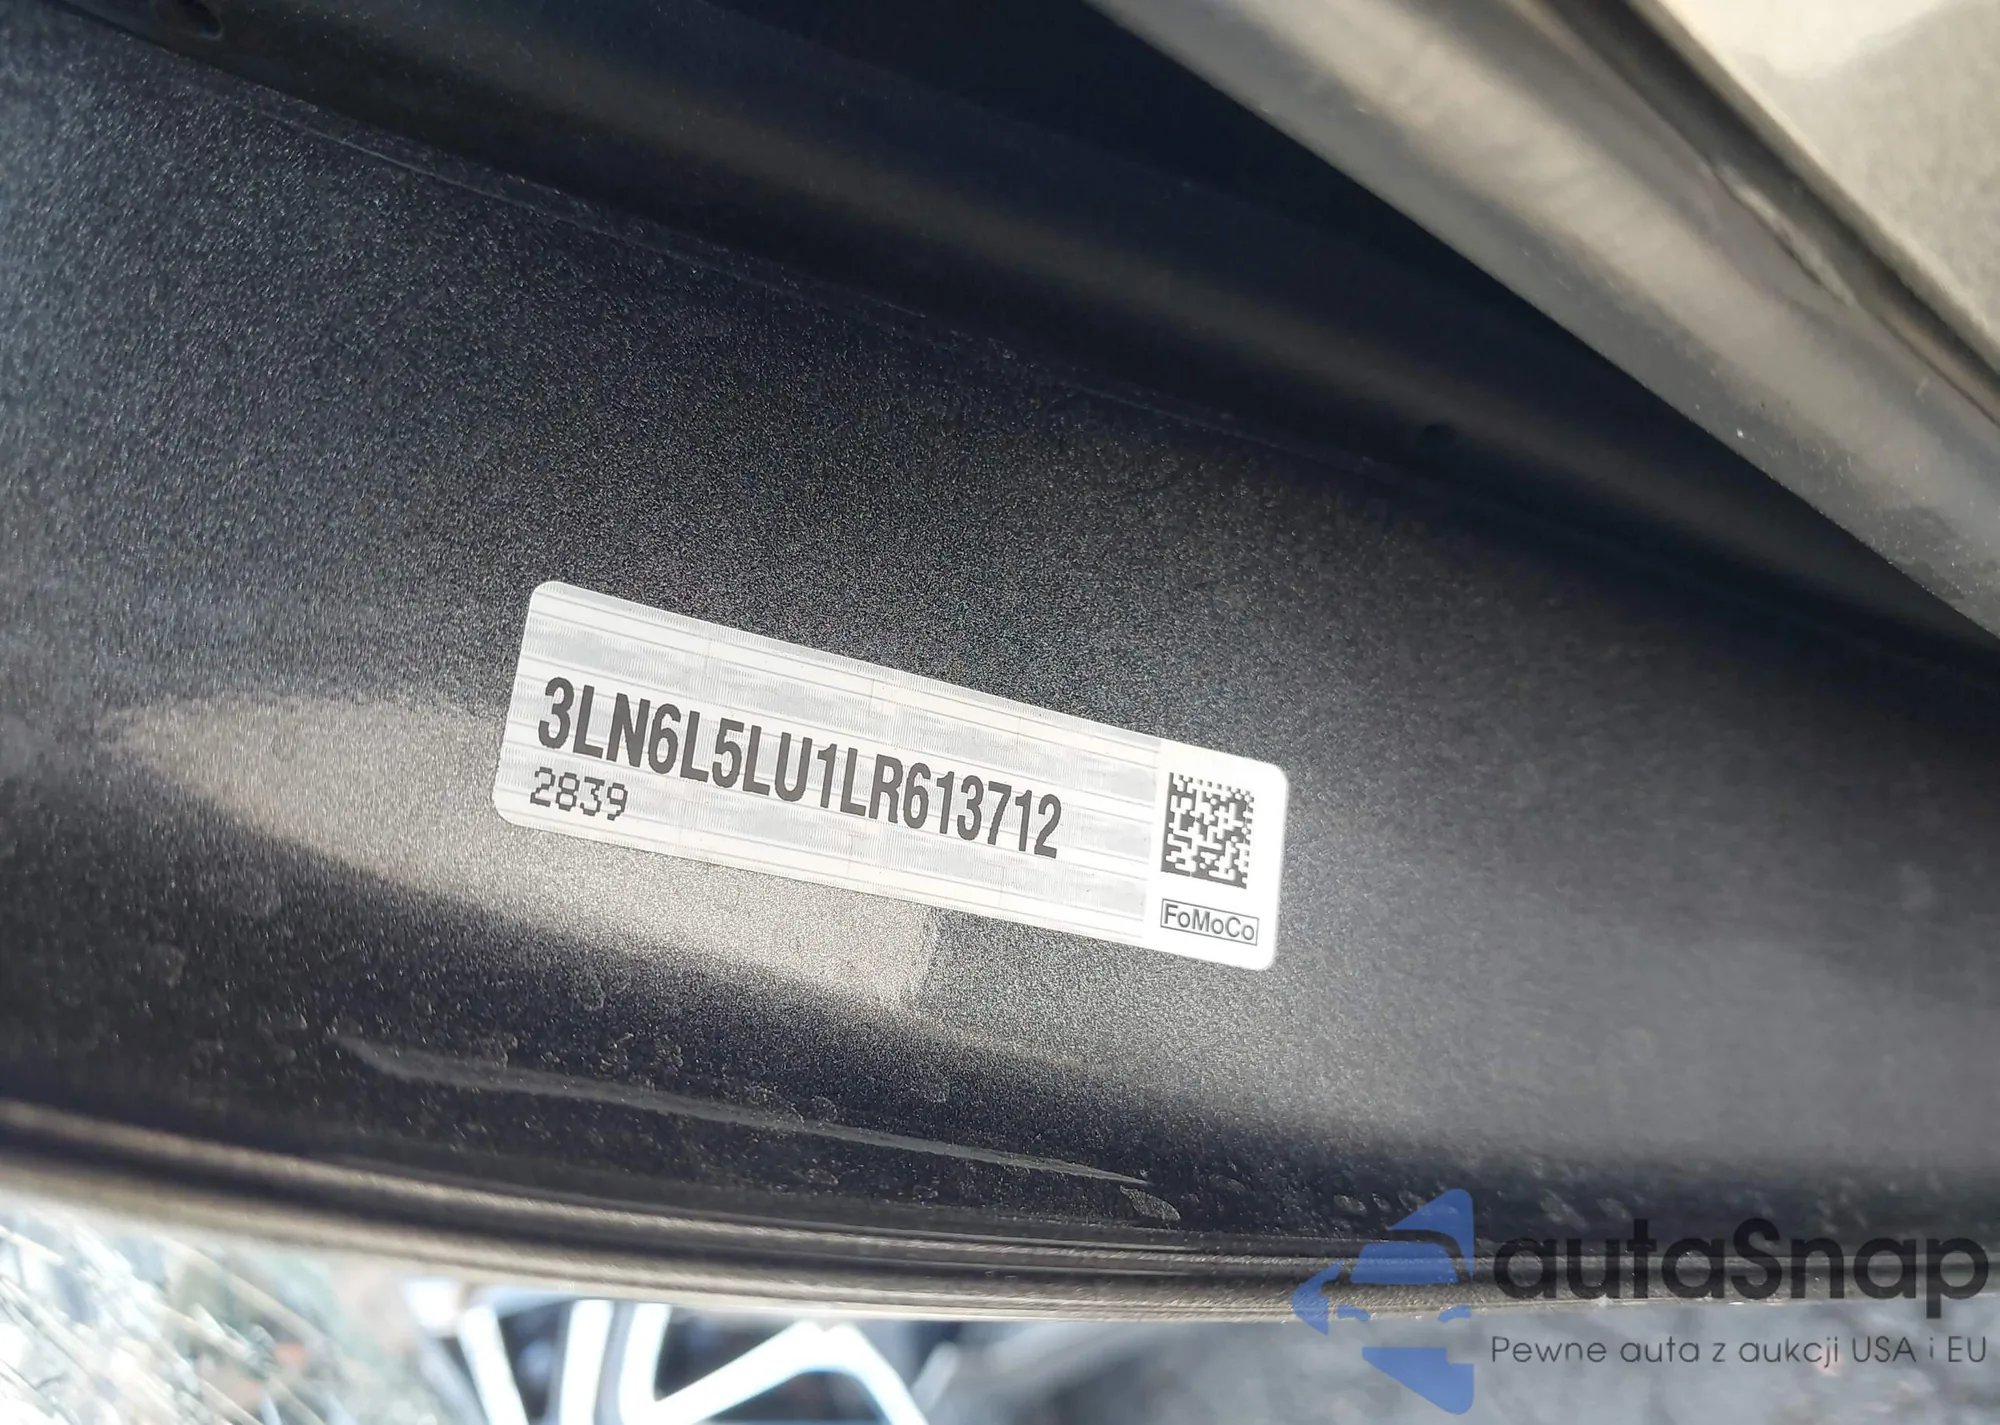 3LN6L5LU1LR613712
2839
FoMoCo
autaSnap
Pewne auta z aukcji USA i EU